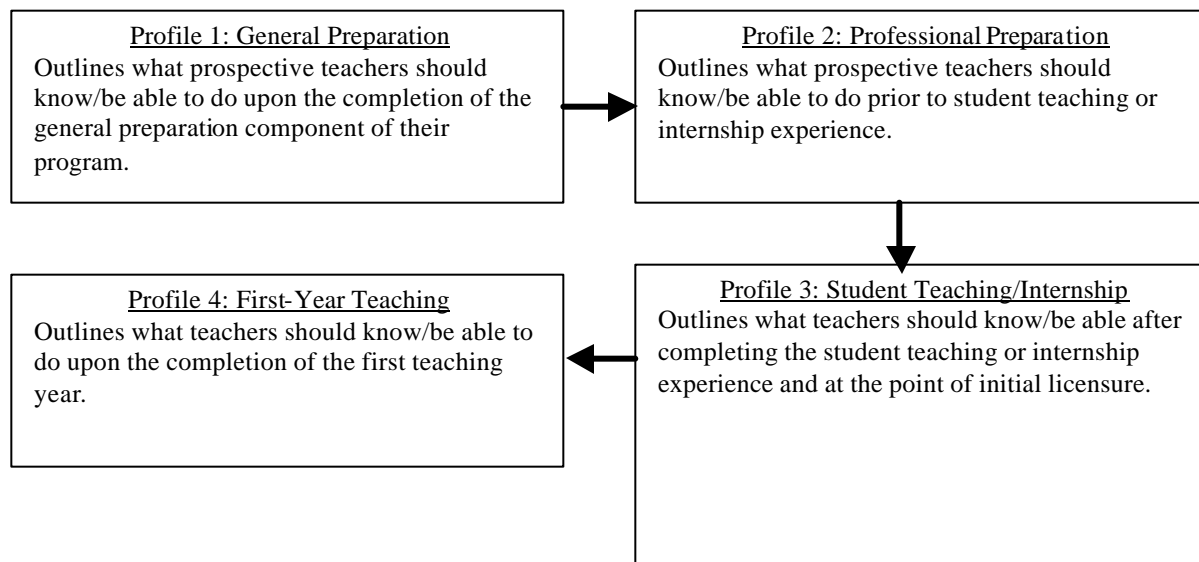 Profile 1: General Preparation
Outlines what prospective teachers should
know/be able to do upon the completion of the
general preparation component of their
program.
Profile 2: Professional Preparation
Outlines what prospective teachers should
know/be able to do prior to student teaching or
internship experience.
Profile 3: Student Teaching/Internship
Outlines what teachers should know/be able after
completing the student teaching or internship
experience and at the point of initial licensure.
Profile 4: First-Year Teaching
Outlines what teachers should know/be able to
do upon the completion of the first teaching
year.